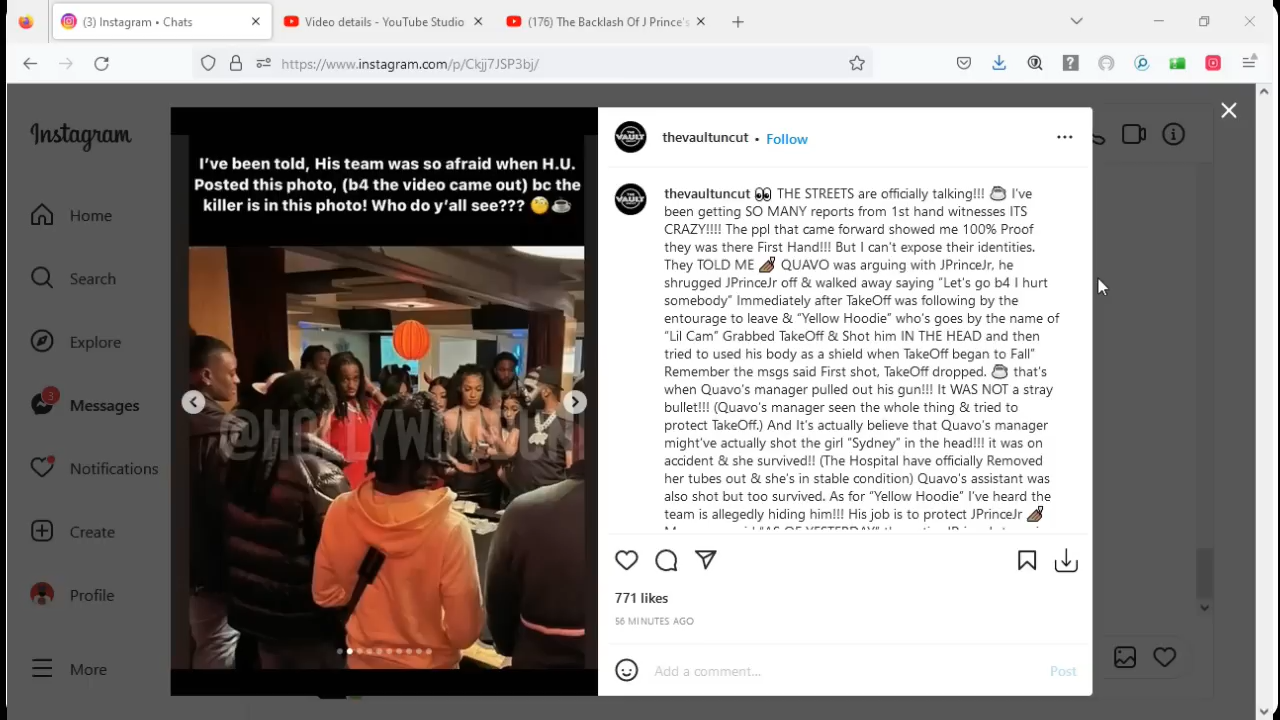 (3) Instagram • Chats
Video details - YouTube Studio
(176) The Backlash Of J Prince's
https://www.instagram.com/p/Ckjj7JSP3bj/
Instagram
Home
Search
Explore
3
Messages
Notifications
Create
Profile
More
I've been told, His team was so afraid when H.U.
Posted this photo, (b4 the video came out) bc the
killer is in this photo! Who do y'all see??? 🧐☕
@HOLLYWOODUN
thevaultuncut • Follow
thevaultuncut 👀 THE STREETS are officially talking!!! ☕ I've
been getting SO MANY reports from 1st hand witnesses ITS
CRAZY!!!! The ppl that came forward showed me 100% Proof
they was there First Hand!!! But I can't expose their identities.
They TOLD ME QUAVO was arguing with JPrinceJr, he
shrugged JPrinceJr off & walked away saying "Let's go b4 I hurt
somebody" Immediately after TakeOff was following by the
entourage to leave & "Yellow Hoodie" who's goes by the name of
"Lil Cam" Grabbed TakeOff & Shot him IN THE HEAD and then
tried to used his body as a shield when TakeOff began to Fall"
Remember the msgs said First shot, TakeOff dropped. ☕ that's
when Quavo's manager pulled out his gun!!! It WAS NOT a stray
bullet!!! (Quavo's manager seen the whole thing & tried to
protect TakeOff.) And It's actually believe that Quavo's manager
might've actually shot the girl "Sydney" in the head!!! it was on
accident & she survived!! (The Hospital have officially Removed
her tubes out & she's in stable condition) Quavo's assistant was
also shot but too survived. As for "Yellow Hoodie" I've heard the
team is allegedly hiding him!!! His job is to protect JPrinceJr
771 likes
56 MINUTES AGO
Add a comment...
Post